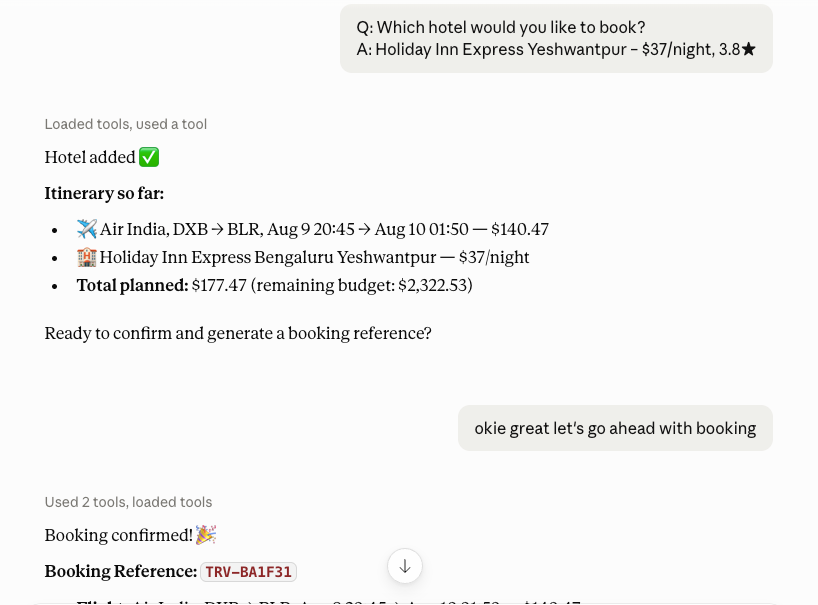 Q: Which hotel would you like to book?
A: Holiday Inn Express Yeshwantpur – $37/night, 3.8★
Loaded tools, used a tool
Hotel added ✅
Itinerary so far:
• ✈️ Air India, DXB → BLR, Aug 9 20:45 → Aug 10 01:50 — $140.47
• 🏨 Holiday Inn Express Bengaluru Yeshwantpur — $37/night
• Total planned: $177.47 (remaining budget: $2,322.53)
Ready to confirm and generate a booking reference?
okie great let's go ahead with booking
Used 2 tools, loaded tools
Booking confirmed! 🎉
Booking Reference: TRV-BA1F31